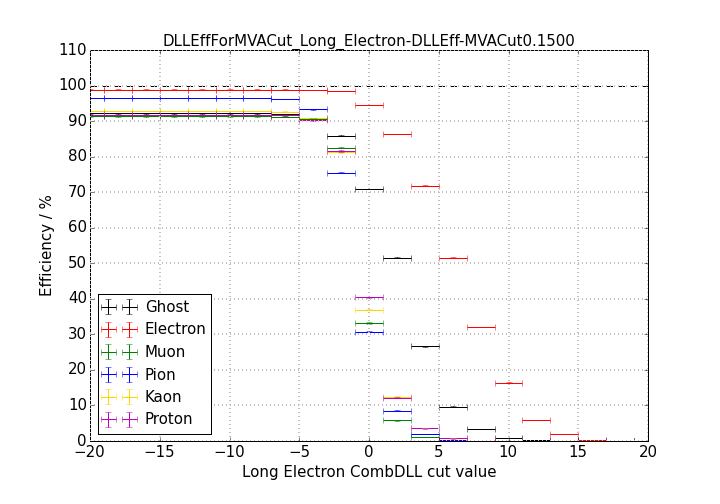 DLLEffForMVACut_Long_Electron-DLLEff-MVACut0.1500
110
100
90
80
70
60
50
40
30
20
10
0
Efficiency / %
Ghost
Electron
Muon
Pion
Kaon
Proton
−20 −15 −10 −5 0 5 10 15 20
Long Electron CombDLL cut value